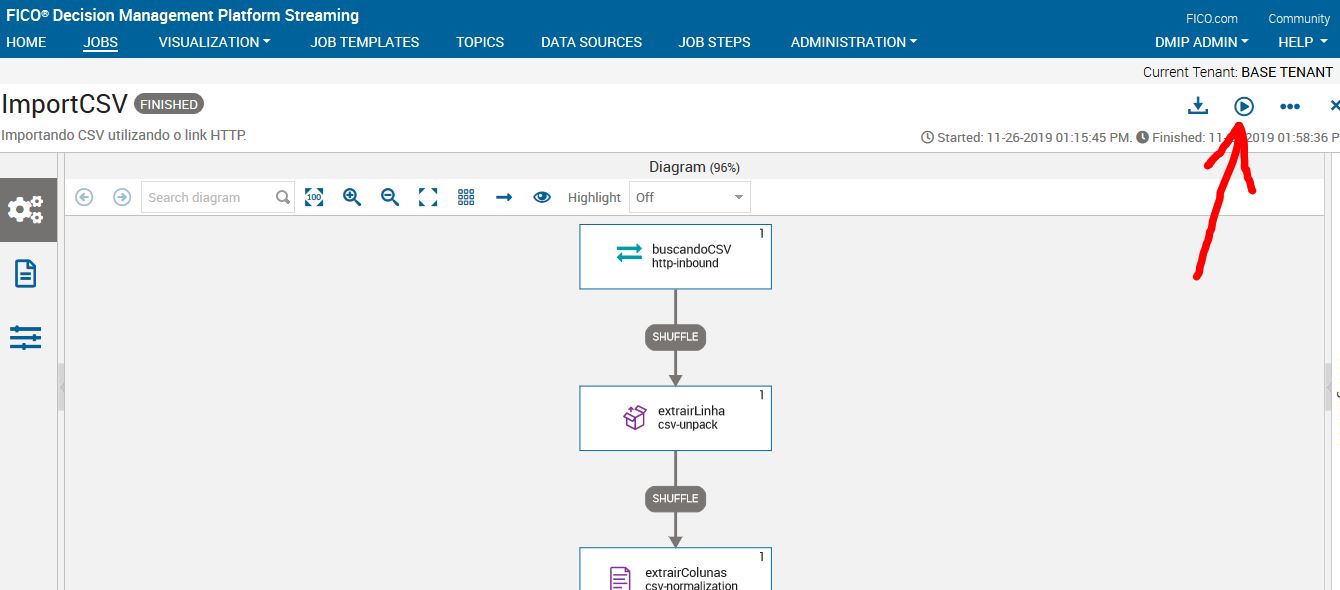 FICO® Decision Management Platform Streaming
FICO.com Community
HOME JOBS VISUALIZATION JOB TEMPLATES TOPICS DATA SOURCES JOB STEPS ADMINISTRATION DMIP ADMIN HELP
Current Tenant: BASE TENANT
ImportCSV FINISHED
Importando CSV utilizando o link HTTP.
Started: 11-26-2019 01:15:45 PM. Finished: 11- 2019 01:58:36 P
Diagram (96%)
Search diagram 100 Highlight Off
1
buscandoCSV
http-inbound
SHUFFLE
1
extrairLinha
csv-unpack
SHUFFLE
1
extrairColunas
csv-normalization